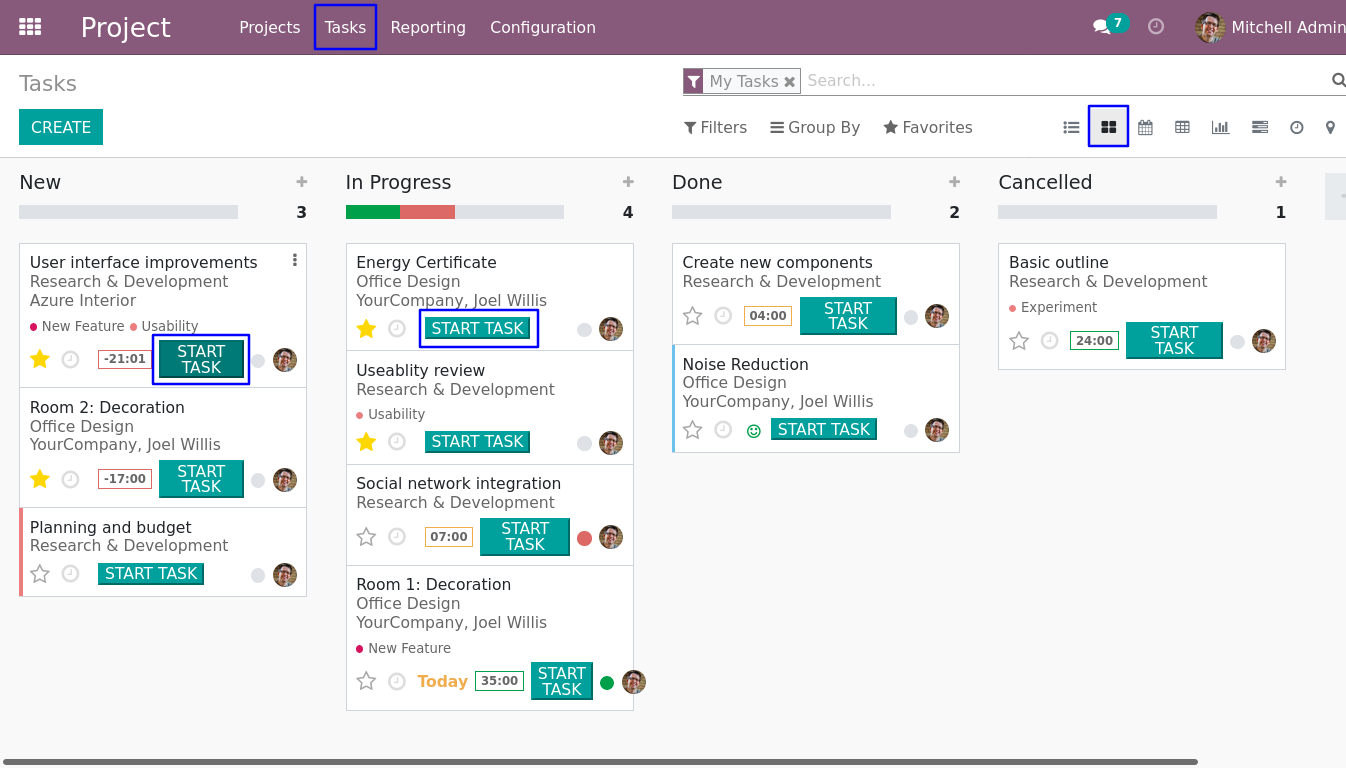 Project
Projects
Tasks
Reporting
Configuration
7
Mitchell Admin
Tasks
My Tasks
Search...
CREATE
Filters
Group By
Favorites
New
3
User interface improvements
Research & Development
Azure Interior
New Feature
Usability
-21:01
START
TASK
Room 2: Decoration
Office Design
YourCompany, Joel Willis
-17:00
START
TASK
Planning and budget
Research & Development
START TASK
In Progress
4
Energy Certificate
Office Design
YourCompany, Joel Willis
START TASK
Useablity review
Research & Development
Usability
START TASK
Social network integration
Research & Development
07:00
START
TASK
Room 1: Decoration
Office Design
YourCompany, Joel Willis
New Feature
Today
35:00
START
TASK
Done
2
Create new components
Research & Development
04:00
START
TASK
Noise Reduction
Office Design
YourCompany, Joel Willis
START TASK
Cancelled
1
Basic outline
Research & Development
Experiment
24:00
START
TASK